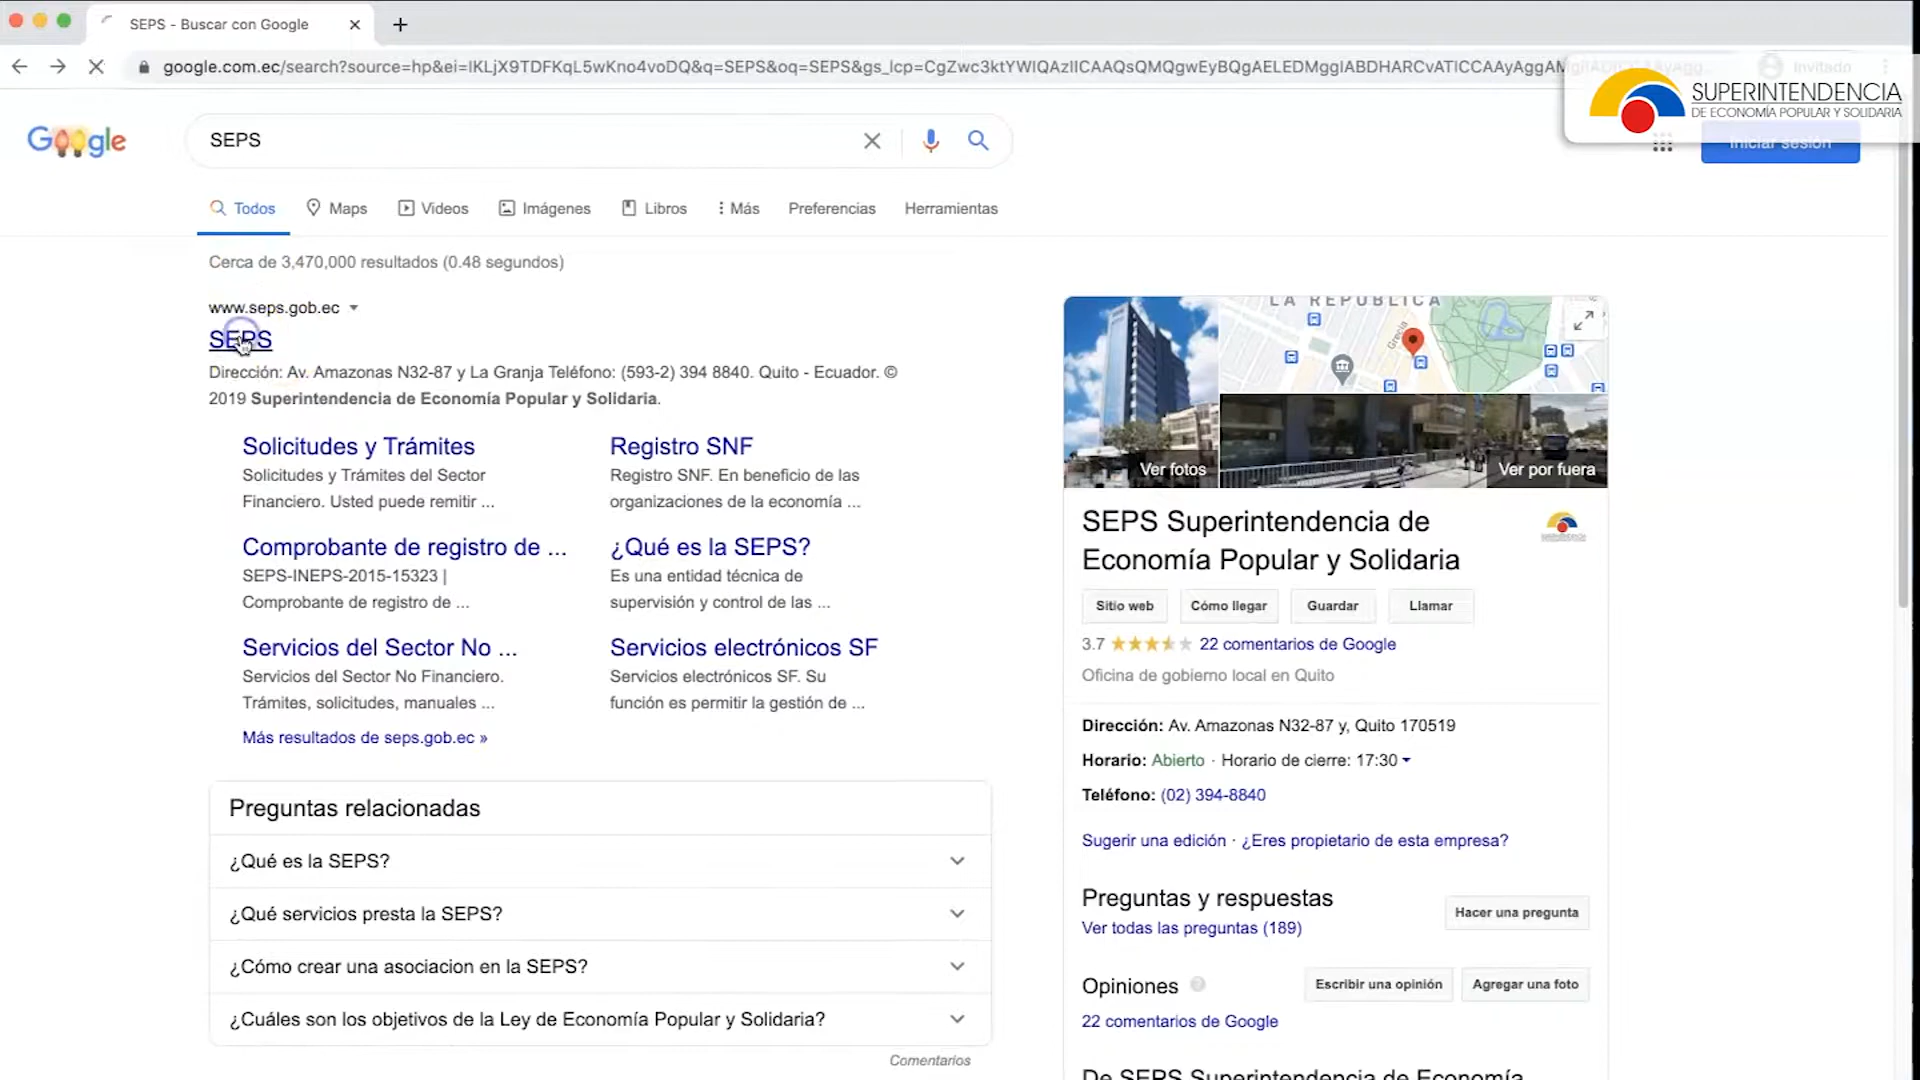 SEPS - Buscar con Google
google.com.ec/search?source=hp&ei=IKLjX9TDFKqL5wKno4voDQ&q=SEPS&oq=SEPS&gs_lcp=CgZwc3ktYWIQAzIICAAQsQMQgwEyBQgAELEDMggIABDHARCvATICCAAyAggAM
Invitado
SUPERINTENDENCIA
DE ECONOMÍA POPULAR Y SOLIDARIA
Google
SEPS
Iniciar sesión
Todos Maps Videos Imágenes Libros Más Preferencias Herramientas
Cerca de 3,470,000 resultados (0.48 segundos)
www.seps.gob.ec
SEPS
Dirección: Av. Amazonas N32-87 y La Granja Teléfono: (593-2) 394 8840. Quito - Ecuador. ©
2019 Superintendencia de Economía Popular y Solidaria.
Solicitudes y Trámites
Solicitudes y Trámites del Sector
Financiero. Usted puede remitir ...
Registro SNF
Registro SNF. En beneficio de las
organizaciones de la economía ...
Comprobante de registro de ...
SEPS-INEPS-2015-15323 |
Comprobante de registro de ...
¿Qué es la SEPS?
Es una entidad técnica de
supervisión y control de las ...
Servicios del Sector No ...
Servicios del Sector No Financiero.
Trámites, solicitudes, manuales ...
Servicios electrónicos SF
Servicios electrónicos SF. Su
función es permitir la gestión de ...
Más resultados de seps.gob.ec »
Preguntas relacionadas
¿Qué es la SEPS?
¿Qué servicios presta la SEPS?
¿Cómo crear una asociacion en la SEPS?
¿Cuáles son los objetivos de la Ley de Economía Popular y Solidaria?
Comentarios
LA REPÚBLICA
Grecia
Ver fotos
Ver por fuera
SEPS Superintendencia de
Economía Popular y Solidaria
Sitio web Cómo llegar Guardar Llamar
3.7 22 comentarios de Google
Oficina de gobierno local en Quito
Dirección: Av. Amazonas N32-87 y, Quito 170519
Horario: Abierto · Horario de cierre: 17:30
Teléfono: (02) 394-8840
Sugerir una edición · ¿Eres propietario de esta empresa?
Preguntas y respuestas
Hacer una pregunta
Ver todas las preguntas (189)
Opiniones
Escribir una opinión Agregar una foto
22 comentarios de Google
De SEPS Superintendencia de Economía